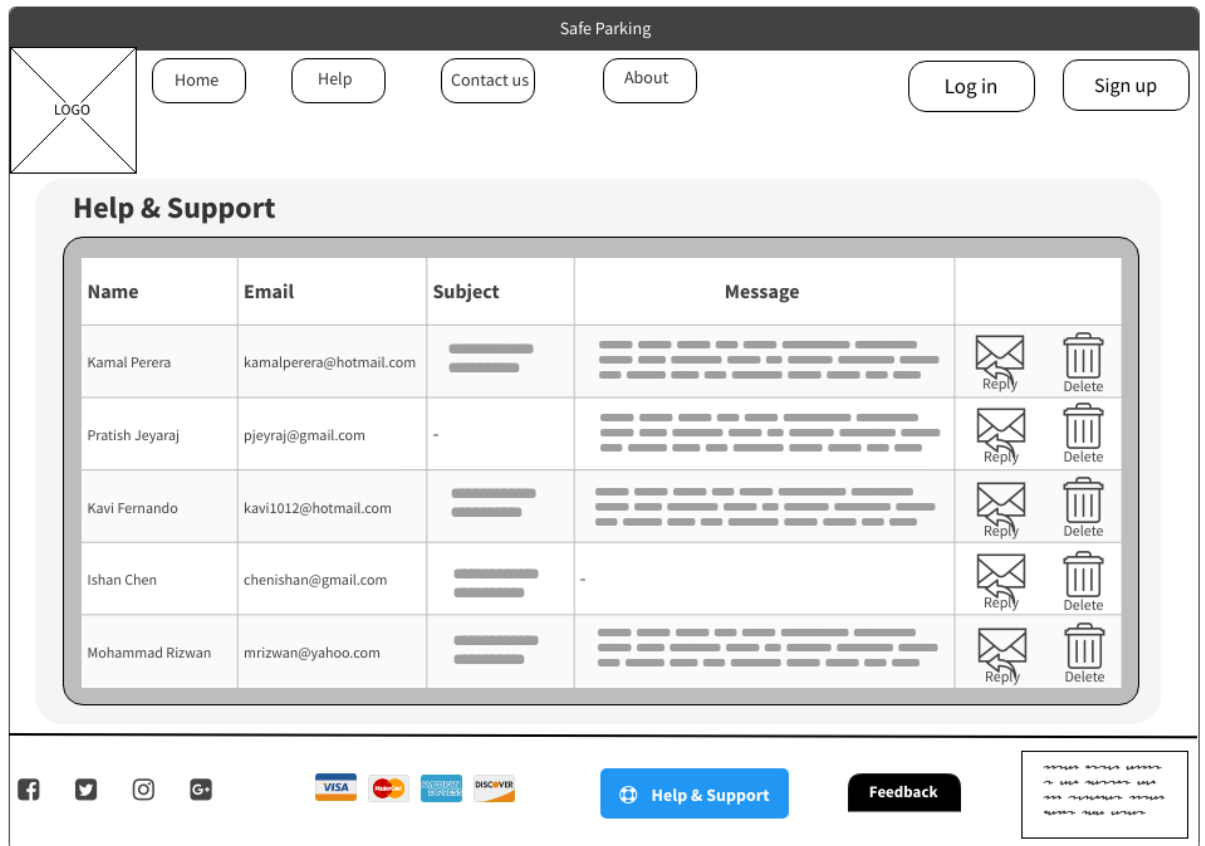 Safe Parking
LOGO
Home
Help
Contact us
About
Log in
Sign up
Help & Support
Name Email Subject Message
Kamal Perera kamalperera@hotmail.com Reply Delete
Pratish Jeyaraj pjeyraj@gmail.com - Reply Delete
Kavi Fernando kavi1012@hotmail.com Reply Delete
Ishan Chen chenishan@gmail.com - Reply Delete
Mohammad Rizwan mrizwan@yahoo.com Reply Delete
VISA MasterCard AMERICAN EXPRESS DISCOVER
Help & Support
Feedback